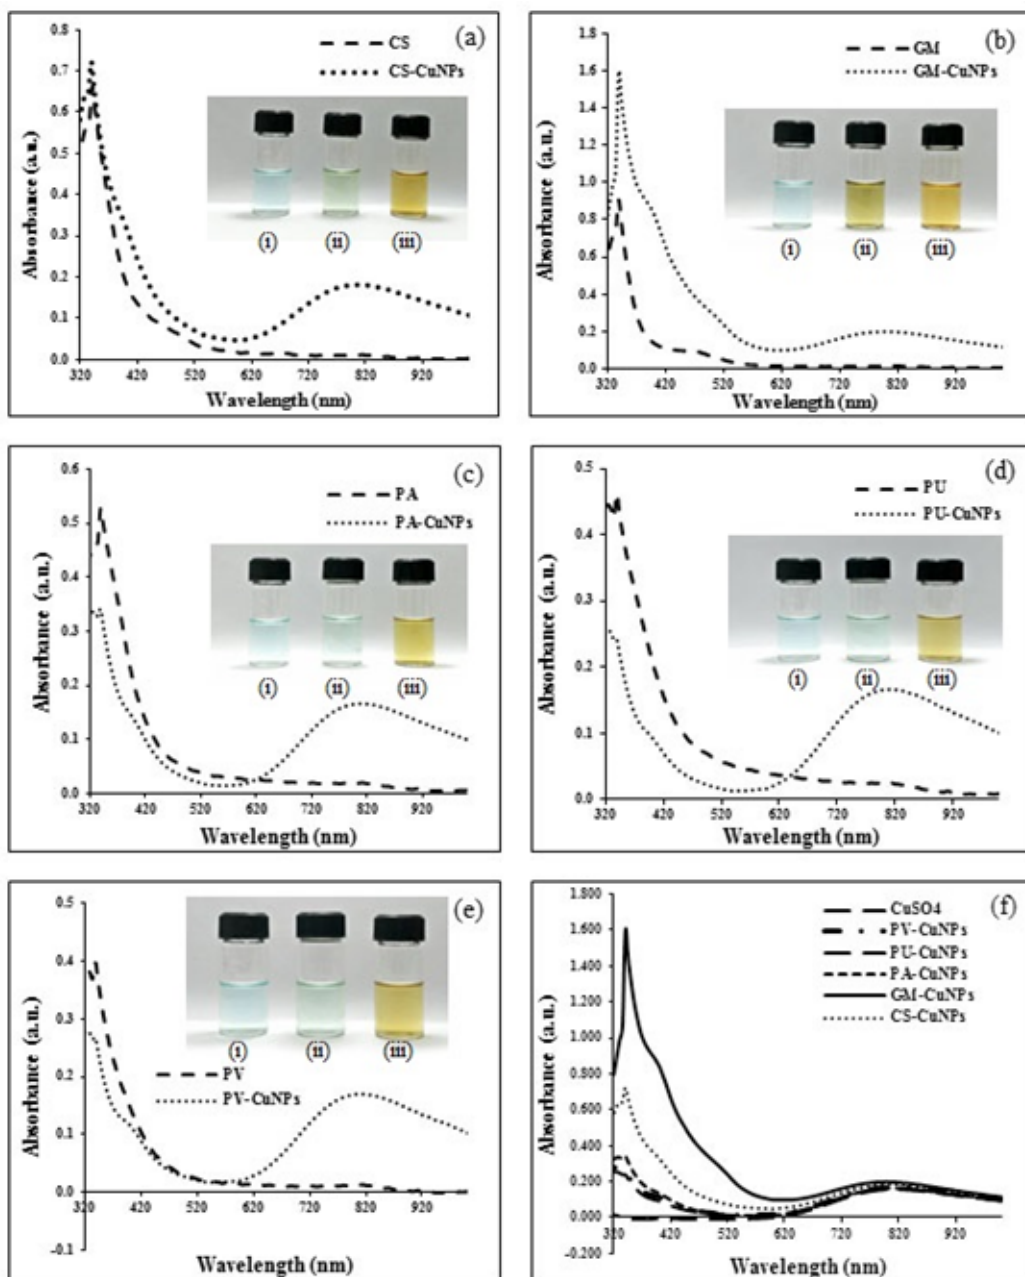 (a)
CS
CS-CuNPs
0.8
0.7
0.6
0.5
0.4
0.3
0.2
0.1
0.0
Absorbance (a.u.)
(i) (ii) (iii)
320 420 520 620 720 820 920
Wavelength (nm)
(b)
GM
GM-CuNPs
1.8
1.6
1.4
1.2
1.0
0.8
0.6
0.4
0.2
0.0
Absorbance (a.u.)
(i) (ii) (iii)
320 420 520 620 720 820 920
Wavelength (nm)
(c)
PA
PA-CuNPs
0.6
0.5
0.4
0.3
0.2
0.1
0.0
Absorbance (a.u.)
(i) (ii) (iii)
320 420 520 620 720 820 920
Wavelength (nm)
(d)
PU
PU-CuNPs
0.5
0.4
0.3
0.2
0.1
0.0
Absorbance (a.u.)
(i) (ii) (iii)
320 420 520 620 720 820 920
Wavelength (nm)
(e)
0.5
0.4
0.3
0.2
0.1
0.0
-0.1
Absorbance (a.u.)
(i) (ii) (iii)
PV
PV-CuNPs
320 420 520 620 720 820 920
Wavelength (nm)
(f)
CuSO4
PV-CuNPs
PU-CuNPs
PA-CuNPs
GM-CuNPs
CS-CuNPs
1.800
1.600
1.400
1.200
1.000
0.800
0.600
0.400
0.200
0.000
-0.200
Absorbance (a.u.)
320 420 520 620 720 820 920
Wavelength (nm)